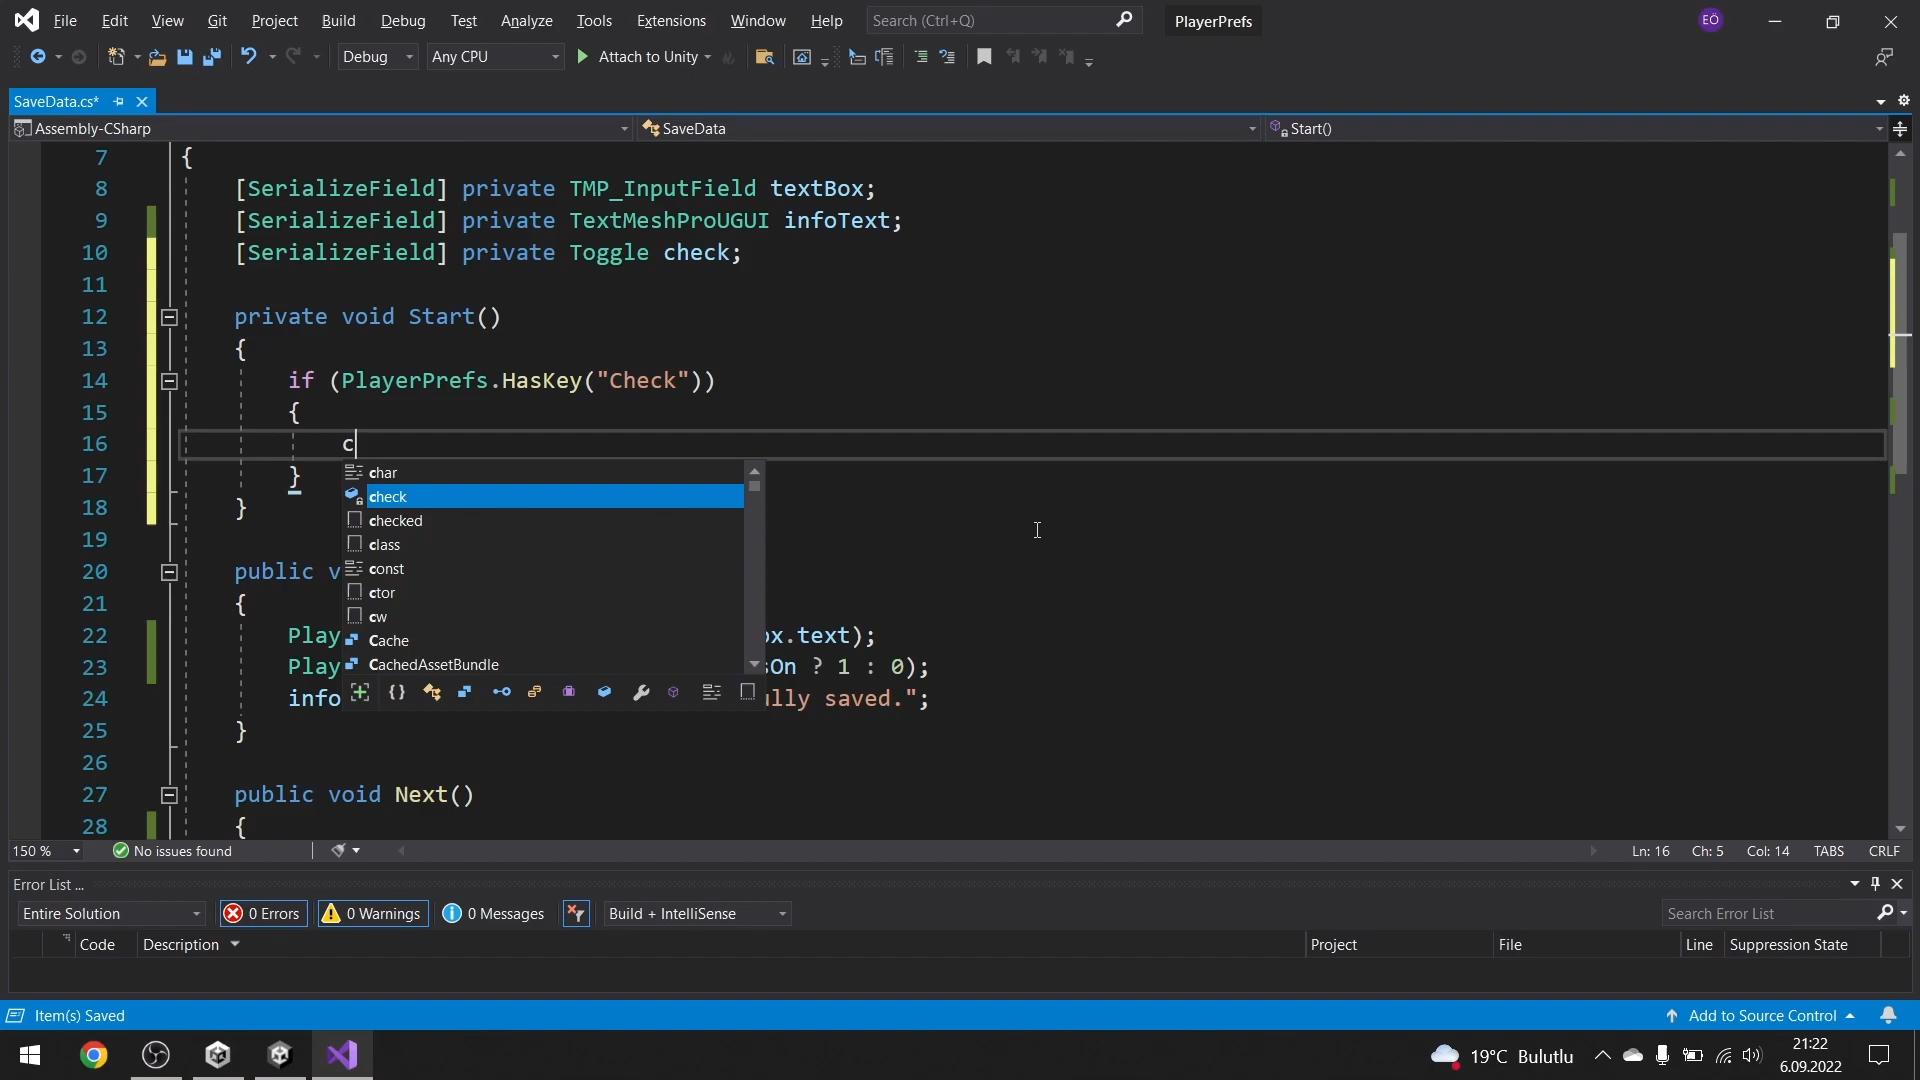 File Edit View Git Project Build Debug Test Analyze Tools Extensions Window Help Search (Ctrl+Q) PlayerPrefs EÖ
Debug Any CPU Attach to Unity
SaveData.cs*
Assembly-CSharp SaveData Start()
7 {
8 [SerializeField] private TMP_InputField textBox;
9 [SerializeField] private TextMeshProUGUI infoText;
10 [SerializeField] private Toggle check;
11
12 private void Start()
13 {
14 if (PlayerPrefs.HasKey("Check"))
15 {
16 c
17 }
18 }
19
20 public v
21 {
22 Play x.text);
23 Play sOn ? 1 : 0);
24 info lly saved.";
25 }
26
27 public void Next()
28 {
char
check
checked
class
const
ctor
cw
Cache
CachedAssetBundle
150 % No issues found Ln: 16 Ch: 5 Col: 14 TABS CRLF
Error List ...
Entire Solution 0 Errors 0 Warnings 0 Messages Build + IntelliSense Search Error List
Code Description Project File Line Suppression State
Item(s) Saved Add to Source Control
19°C Bulutlu 21:22
6.09.2022